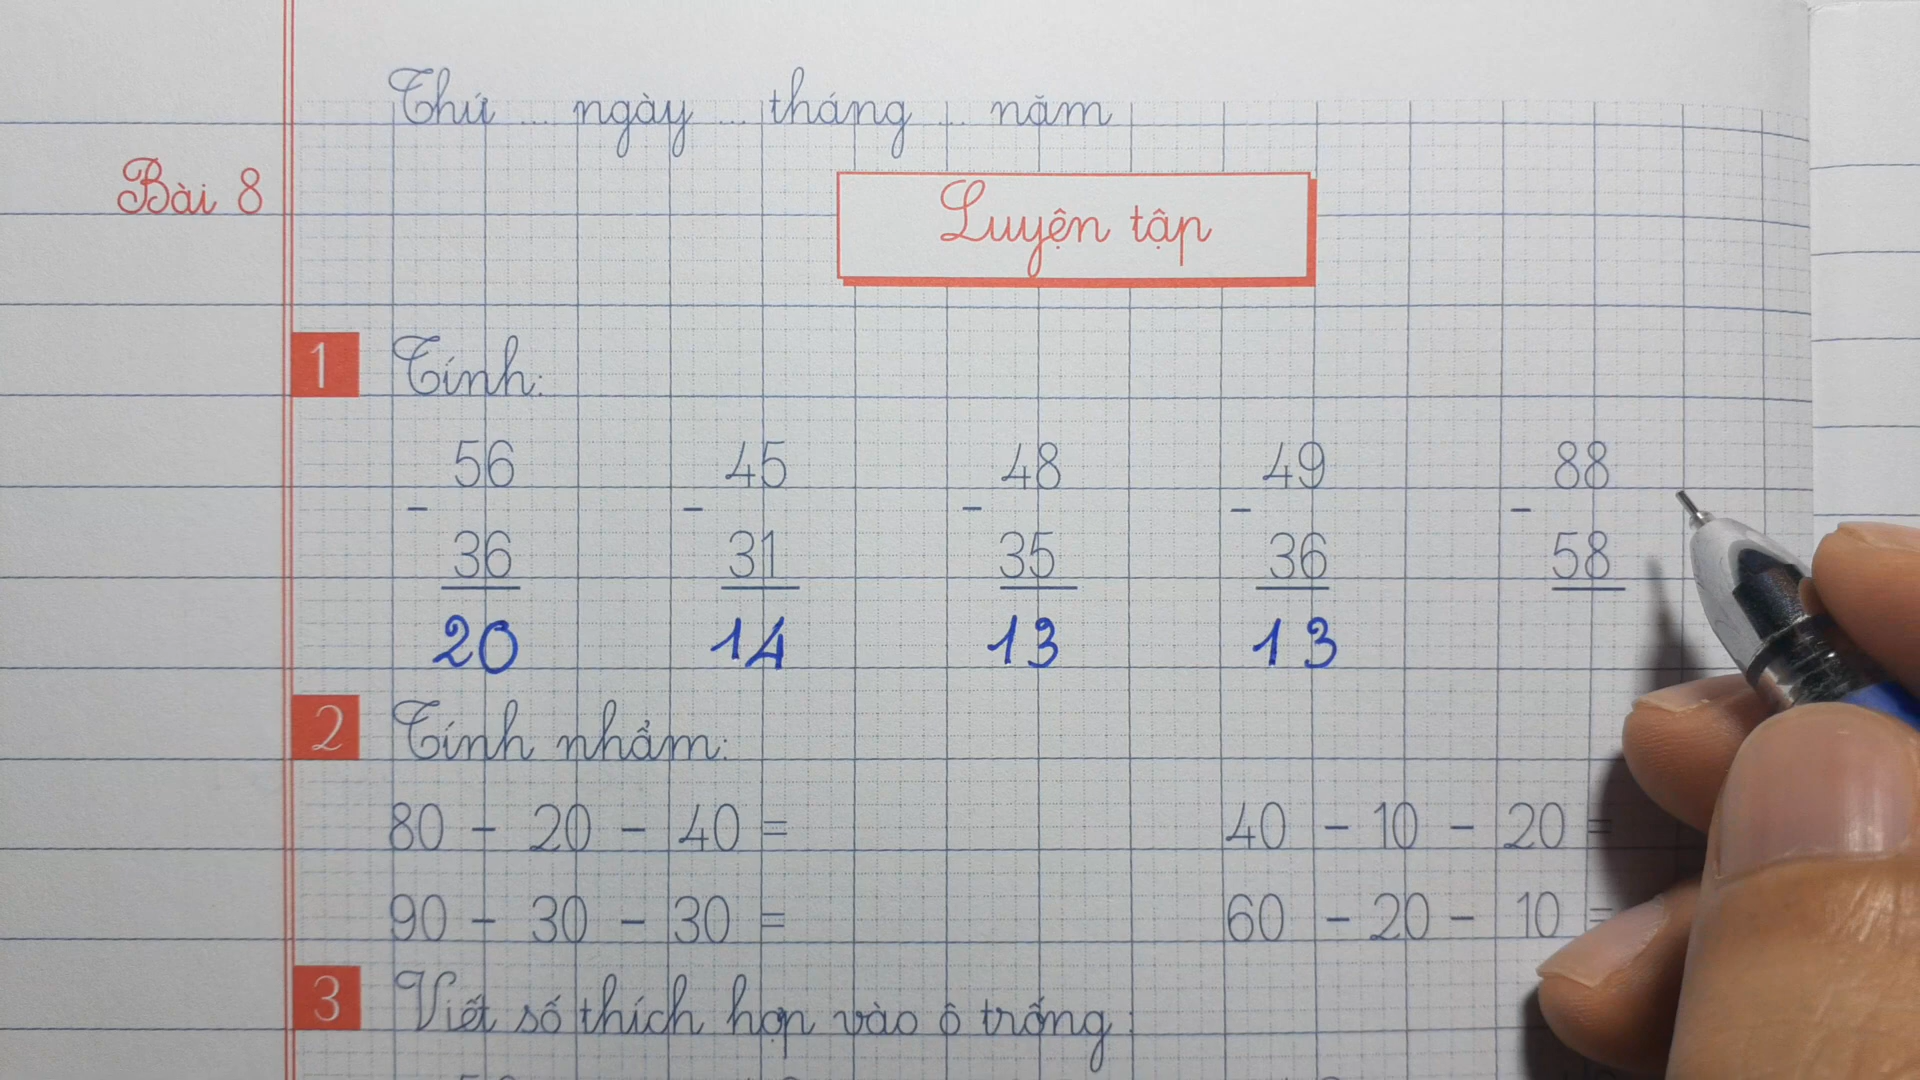 Thứ ... ngày ... tháng ... năm
Bài 8
Luyện tập
1 Tính:
56 45 48 49 88
- - - - -
36 31 35 36 58
20 14 13 13
2 Tính nhẩm:
80 - 20 - 40 = 40 - 10 - 20 =
90 - 30 - 30 = 60 - 20 - 10 =
3 Viết số thích hợp vào ô trống: